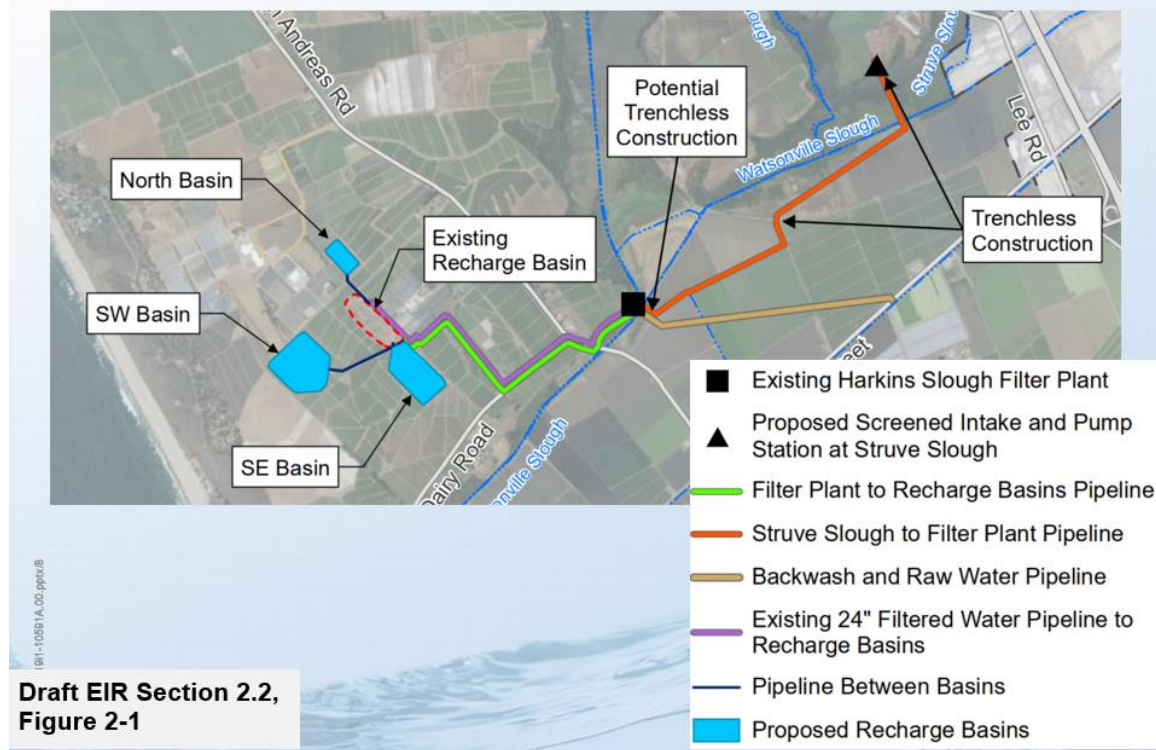 n Andreas Rd
Slough
Struve Slou
Potential
Trenchless
Construction
Lee Rd
Watsonville Slough
North Basin
Existing
Recharge Basin
Trenchless
Construction
SW Basin
SE Basin
Dairy Road
onville Slough
eet
Existing Harkins Slough Filter Plant
Proposed Screened Intake and Pump
Station at Struve Slough
Filter Plant to Recharge Basins Pipeline
Struve Slough to Filter Plant Pipeline
Backwash and Raw Water Pipeline
Existing 24" Filtered Water Pipeline to
Recharge Basins
Pipeline Between Basins
Proposed Recharge Basins
Draft EIR Section 2.2,
Figure 2-1